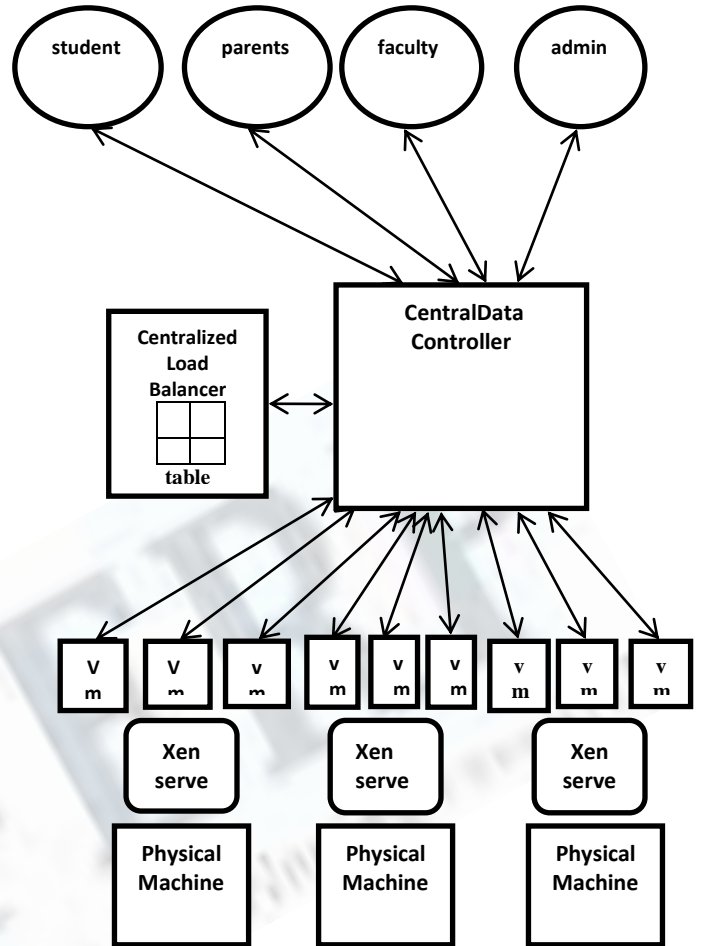 student parents faculty admin
CentralData
Controller
Centralized
Load
Balancer
table
V V v v v v v v v
m m m m m m m m m
Xen Xen Xen
serve serve serve
Physical Physical Physical
Machine Machine Machine